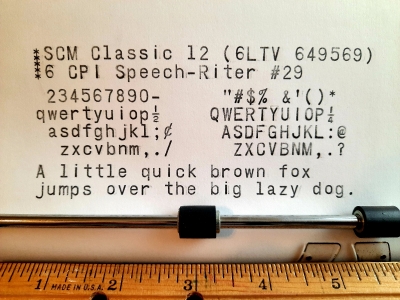 SCM Classic 12 (6LTV 649569)
6 CPI Speech-Riter #29
234567890-   "#$% &'()*
qwertyuiop½   QWERTYUIOP¼
asdfghjkl;¢   ASDFGHJKL:@
zxcvbnm,./   ZXCVBNM,.?
A little quick brown fox
jumps over the big lazy dog.
1 MADE IN U.S.A. 2 3 4 5